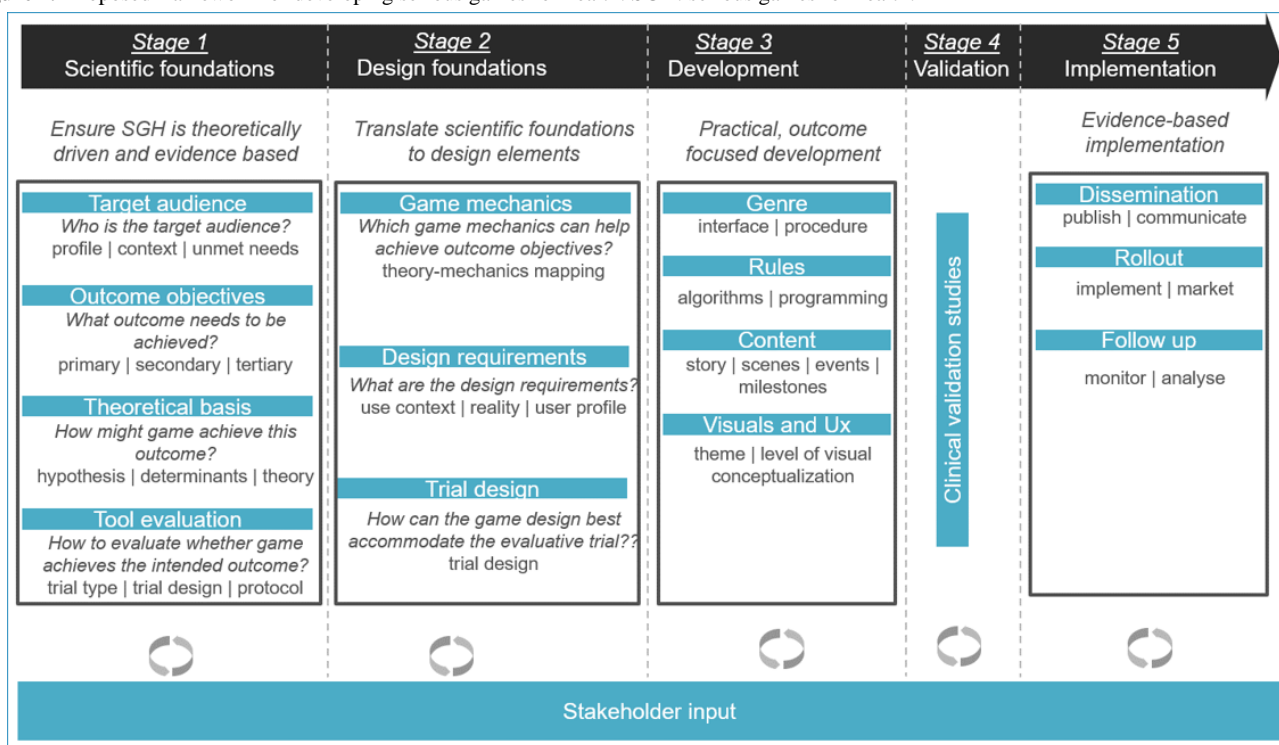 Stage 1
Scientific foundations
Stage 2
Design foundations
Stage 3
Development
Stage 4
Validation
Stage 5
Implementation
Ensure SGH is theoretically
driven and evidence based
Target audience
Who is the target audience?
profile | context | unmet needs
Outcome objectives
What outcome needs to be
achieved?
primary | secondary | tertiary
Theoretical basis
How might game achieve this
outcome?
hypothesis | determinants | theory
Tool evaluation
How to evaluate whether game
achieves the intended outcome?
trial type | trial design | protocol
Translate scientific foundations
to design elements
Game mechanics
Which game mechanics can help
achieve outcome objectives?
theory-mechanics mapping
Design requirements
What are the design requirements?
use context | reality | user profile
Trial design
How can the game design best
accommodate the evaluative trial??
trial design
Practical, outcome
focused development
Genre
interface | procedure
Rules
algorithms | programming
Content
story | scenes | events |
milestones
Visuals and Ux
theme | level of visual
conceptualization
Clinical validation studies
Evidence-based
implementation
Dissemination
publish | communicate
Rollout
implement | market
Follow up
monitor | analyse
Stakeholder input